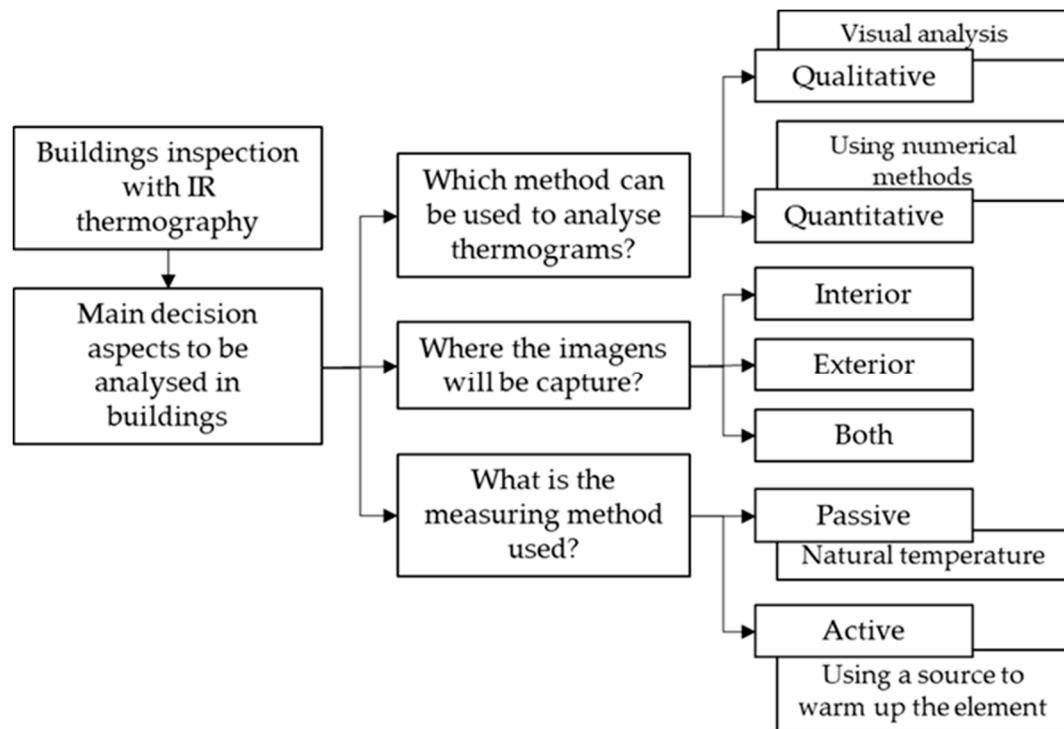 Buildings inspection
with IR
thermography
Main decision
aspects to be
analysed in
buildings
Which method can
be used to analyse
thermograms?
Where the imagens
will be capture?
What is the
measuring method
used?
Visual analysis
Qualitative
Using numerical
methods
Quantitative
Interior
Exterior
Both
Passive
Natural temperature
Active
Using a source to
warm up the element